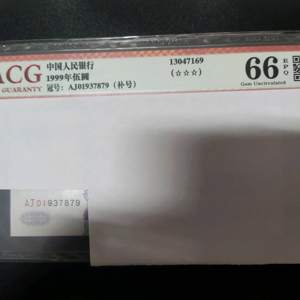 ACG
GUARANTY
中国人民银行
1999年伍圆
冠号: AJ01937879 (补号)
13047169
(☆☆☆)
66 EPQ
Gem Uncirculated
AJ01937879